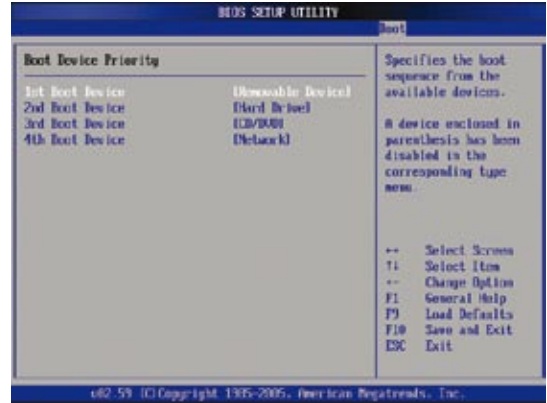 BIOS SETUP UTILITY
Boot
Boot Device Priority
1st Boot Device [Removable Device]
2nd Boot Device [Hard Drive]
3rd Boot Device [CD/DVD]
4th Boot Device [Network]
Specifies the boot
sequence from the
available devices.
A device enclosed in
parenthesis has been
disabled in the
corresponding type
menu.
↔ Select Screen
↑↓ Select Item
+- Change Option
F1 General Help
F9 Load Defaults
F10 Save and Exit
ESC Exit
v02.59 (C)Copyright 1985-2005, American Megatrends, Inc.